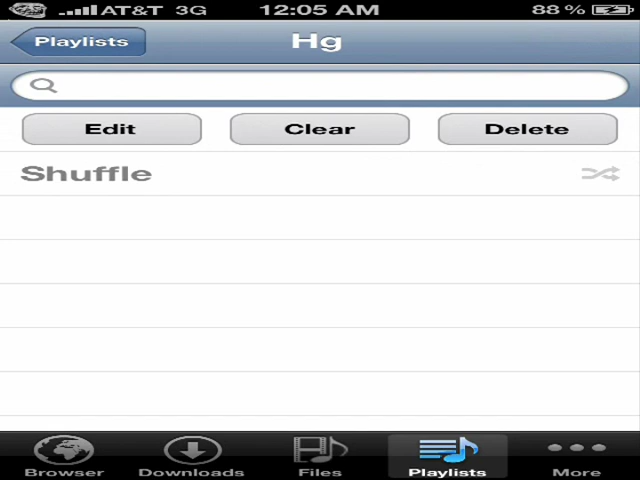 AT&T 3G 12:05 AM 88 %
Playlists Hg
Edit Clear Delete
Shuffle
Browser Downloads Files Playlists More